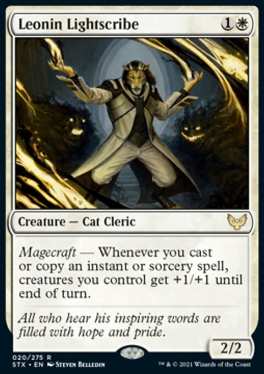 Leonin Lightscribe 1
Creature — Cat Cleric
Magecraft — Whenever you cast
or copy an instant or sorcery spell,
creatures you control get +1/+1 until
end of turn.
All who hear his inspiring words are
filled with hope and pride.
2/2
020/275 R
STX • EN STEVEN BELLEDIN
™ & © 2021 Wizards of the Coast